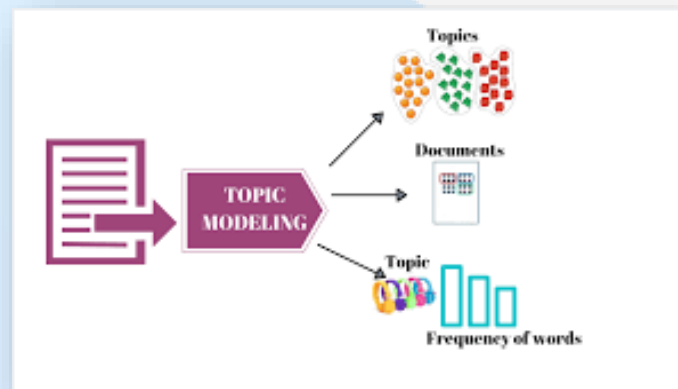 Topics
Documents
TOPIC
MODELING
Topic
Frequency of words